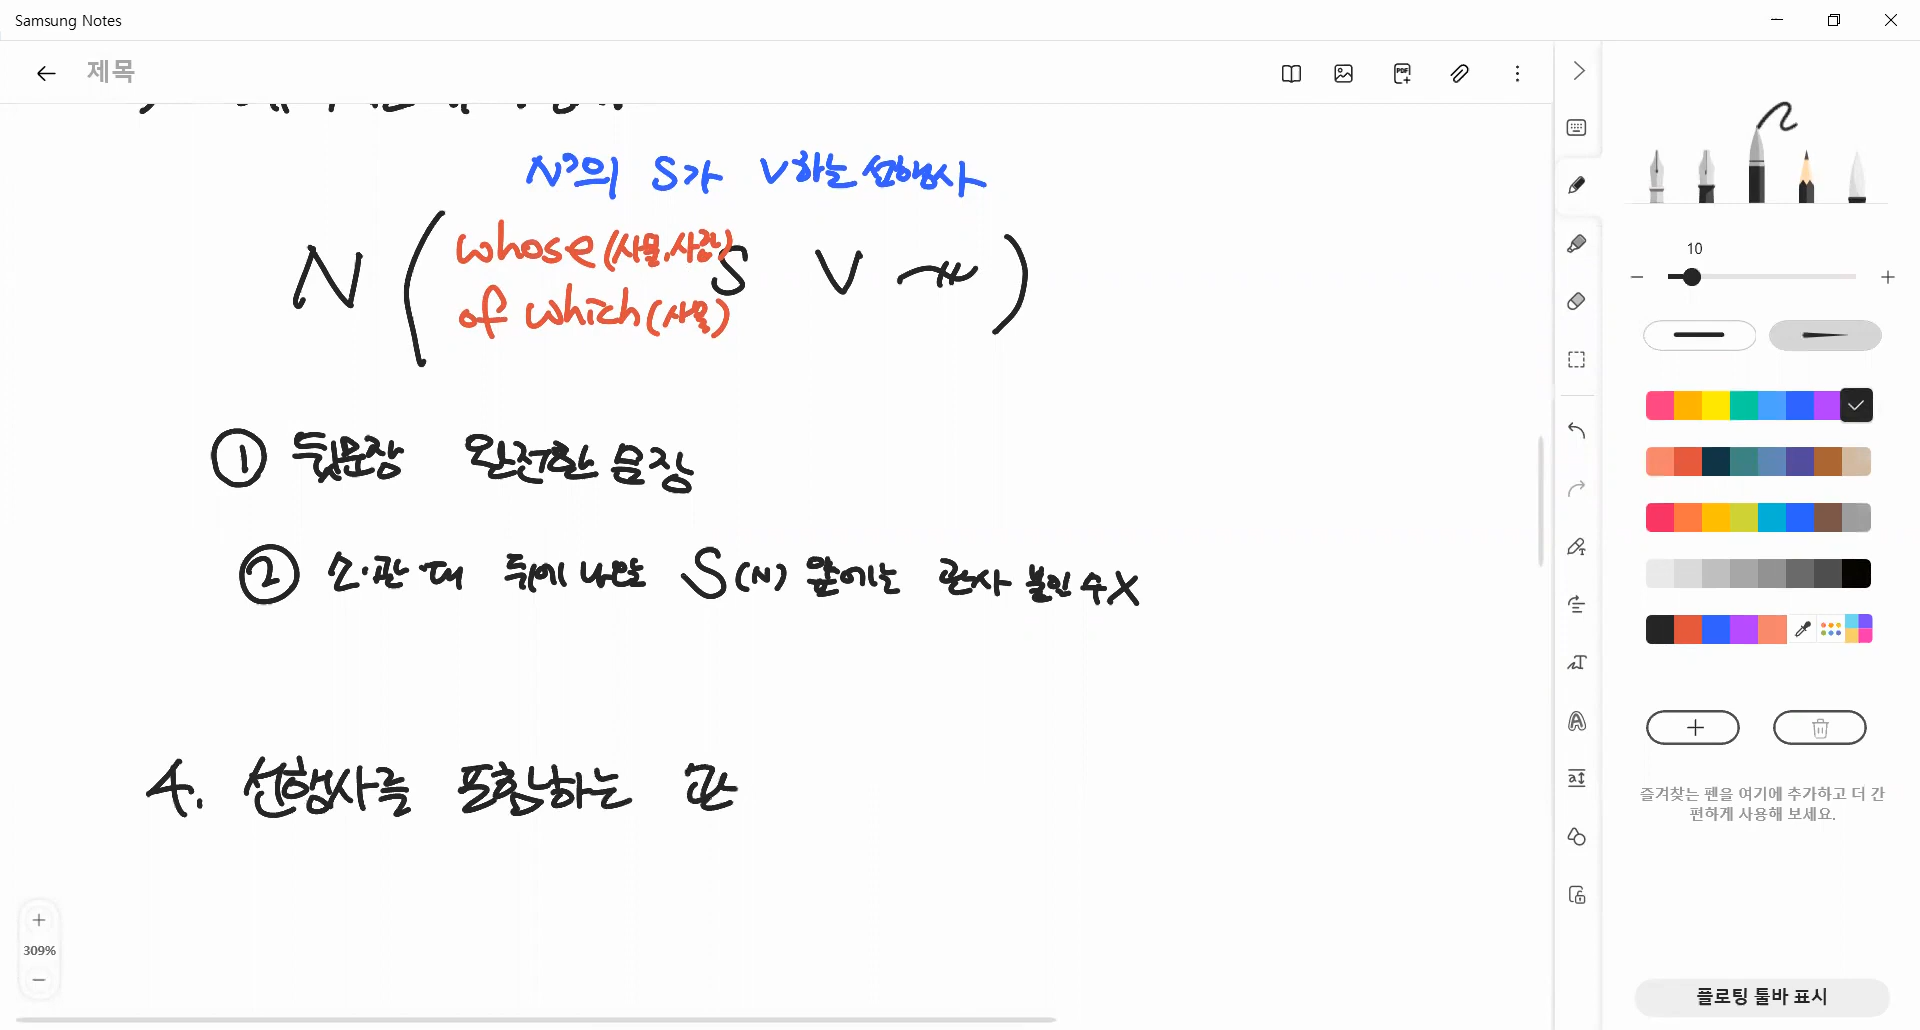 Samsung Notes
제목
N'의 S가 V하는 선행사
N ( whose (사물, 사람) S V ~ )
of which (사물)
① 뒷문장 완전한 문장
② 소·관·대 뒤에 나오는 S(N) 앞에는 관사 붙일 수 X
4. 선행사를 포함하는 관
10
즐겨찾는 펜을 여기에 추가하고 더 간
편하게 사용해 보세요.
309%
플로팅 툴바 표시